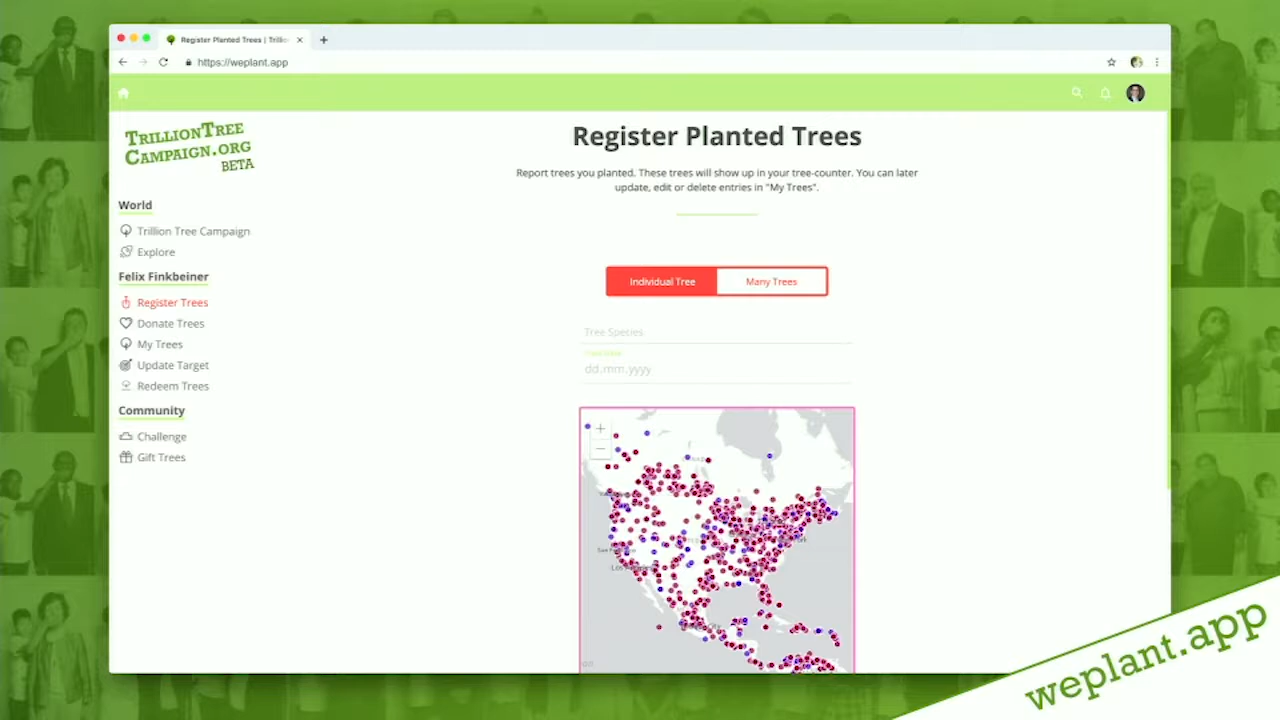 Register Planted Trees | Trillio
https://weplant.app
TRILLIONTREE
CAMPAIGN.ORG
BETA
World
Trillion Tree Campaign
Explore
Felix Finkbeiner
Register Trees
Donate Trees
My Trees
Update Target
Redeem Trees
Community
Challenge
Gift Trees
Register Planted Trees
Report trees you planted. These trees will show up in your tree-counter. You can later
update, edit or delete entries in "My Trees".
Individual Tree
Many Trees
Tree Species
dd.mm.yyyy
weplant.app